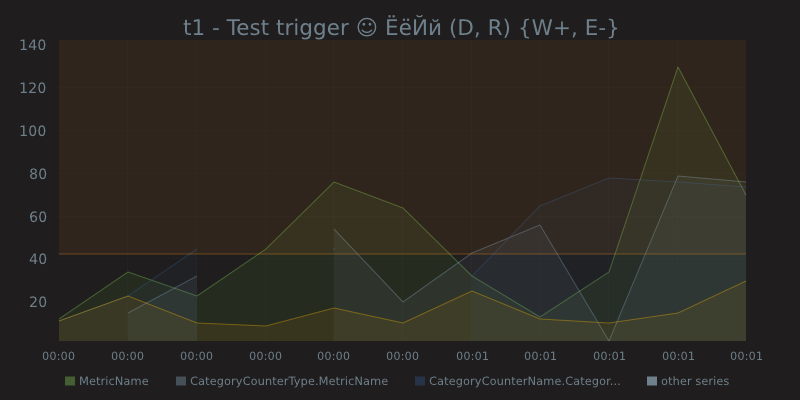 t1 - Test trigger ☺ ЁёЙй (D, R) {W+, E-}
140
120
100
80
60
40
20
00:00 00:00 00:00 00:00 00:00 00:00 00:01 00:01 00:01 00:01 00:01
MetricName CategoryCounterType.MetricName CategoryCounterName.Categor... other series